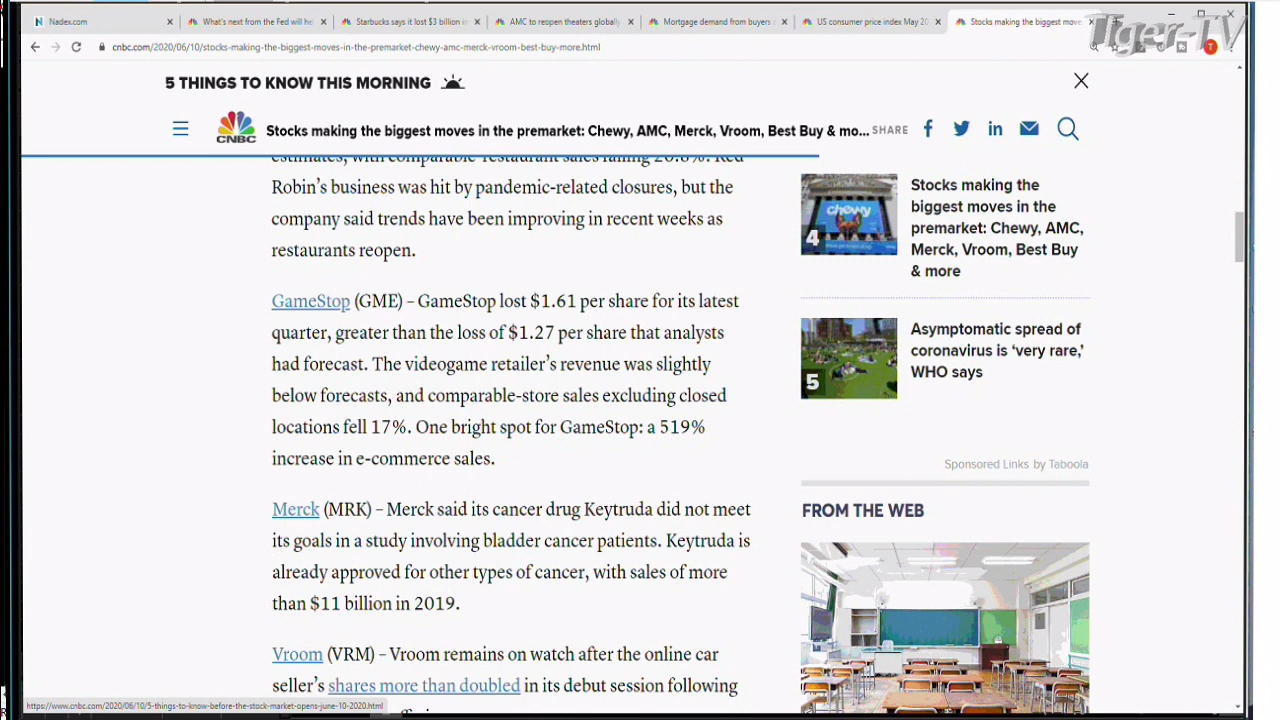 Nadex.com
What's next from the Fed will he
Starbucks says it lost $3 billion in
AMC to reopen theaters globally
Mortgage demand from buyers a
US consumer price index May 20
Stocks making the biggest move
Tiger-TV
cnbc.com/2020/06/10/stocks-making-the-biggest-moves-in-the-premarket-chewy-amc-merck-vroom-best-buy-more.html
T
5 THINGS TO KNOW THIS MORNING
CNBC
Stocks making the biggest moves in the premarket: Chewy, AMC, Merck, Vroom, Best Buy & mo...
SHARE
estimates, with comparable-restaurant sales falling 20.8%. Red
Robin's business was hit by pandemic-related closures, but the
company said trends have been improving in recent weeks as
restaurants reopen.
GameStop (GME) – GameStop lost $1.61 per share for its latest
quarter, greater than the loss of $1.27 per share that analysts
had forecast. The videogame retailer's revenue was slightly
below forecasts, and comparable-store sales excluding closed
locations fell 17%. One bright spot for GameStop: a 519%
increase in e-commerce sales.
Merck (MRK) – Merck said its cancer drug Keytruda did not meet
its goals in a study involving bladder cancer patients. Keytruda is
already approved for other types of cancer, with sales of more
than $11 billion in 2019.
Vroom (VRM) – Vroom remains on watch after the online car
seller's shares more than doubled in its debut session following
chewy
4
Stocks making the
biggest moves in the
premarket: Chewy, AMC,
Merck, Vroom, Best Buy
& more
5
Asymptomatic spread of
coronavirus is 'very rare,'
WHO says
Sponsored Links by Taboola
FROM THE WEB
https://www.cnbc.com/2020/06/10/5-things-to-know-before-the-stock-market-opens-june-10-2020.html